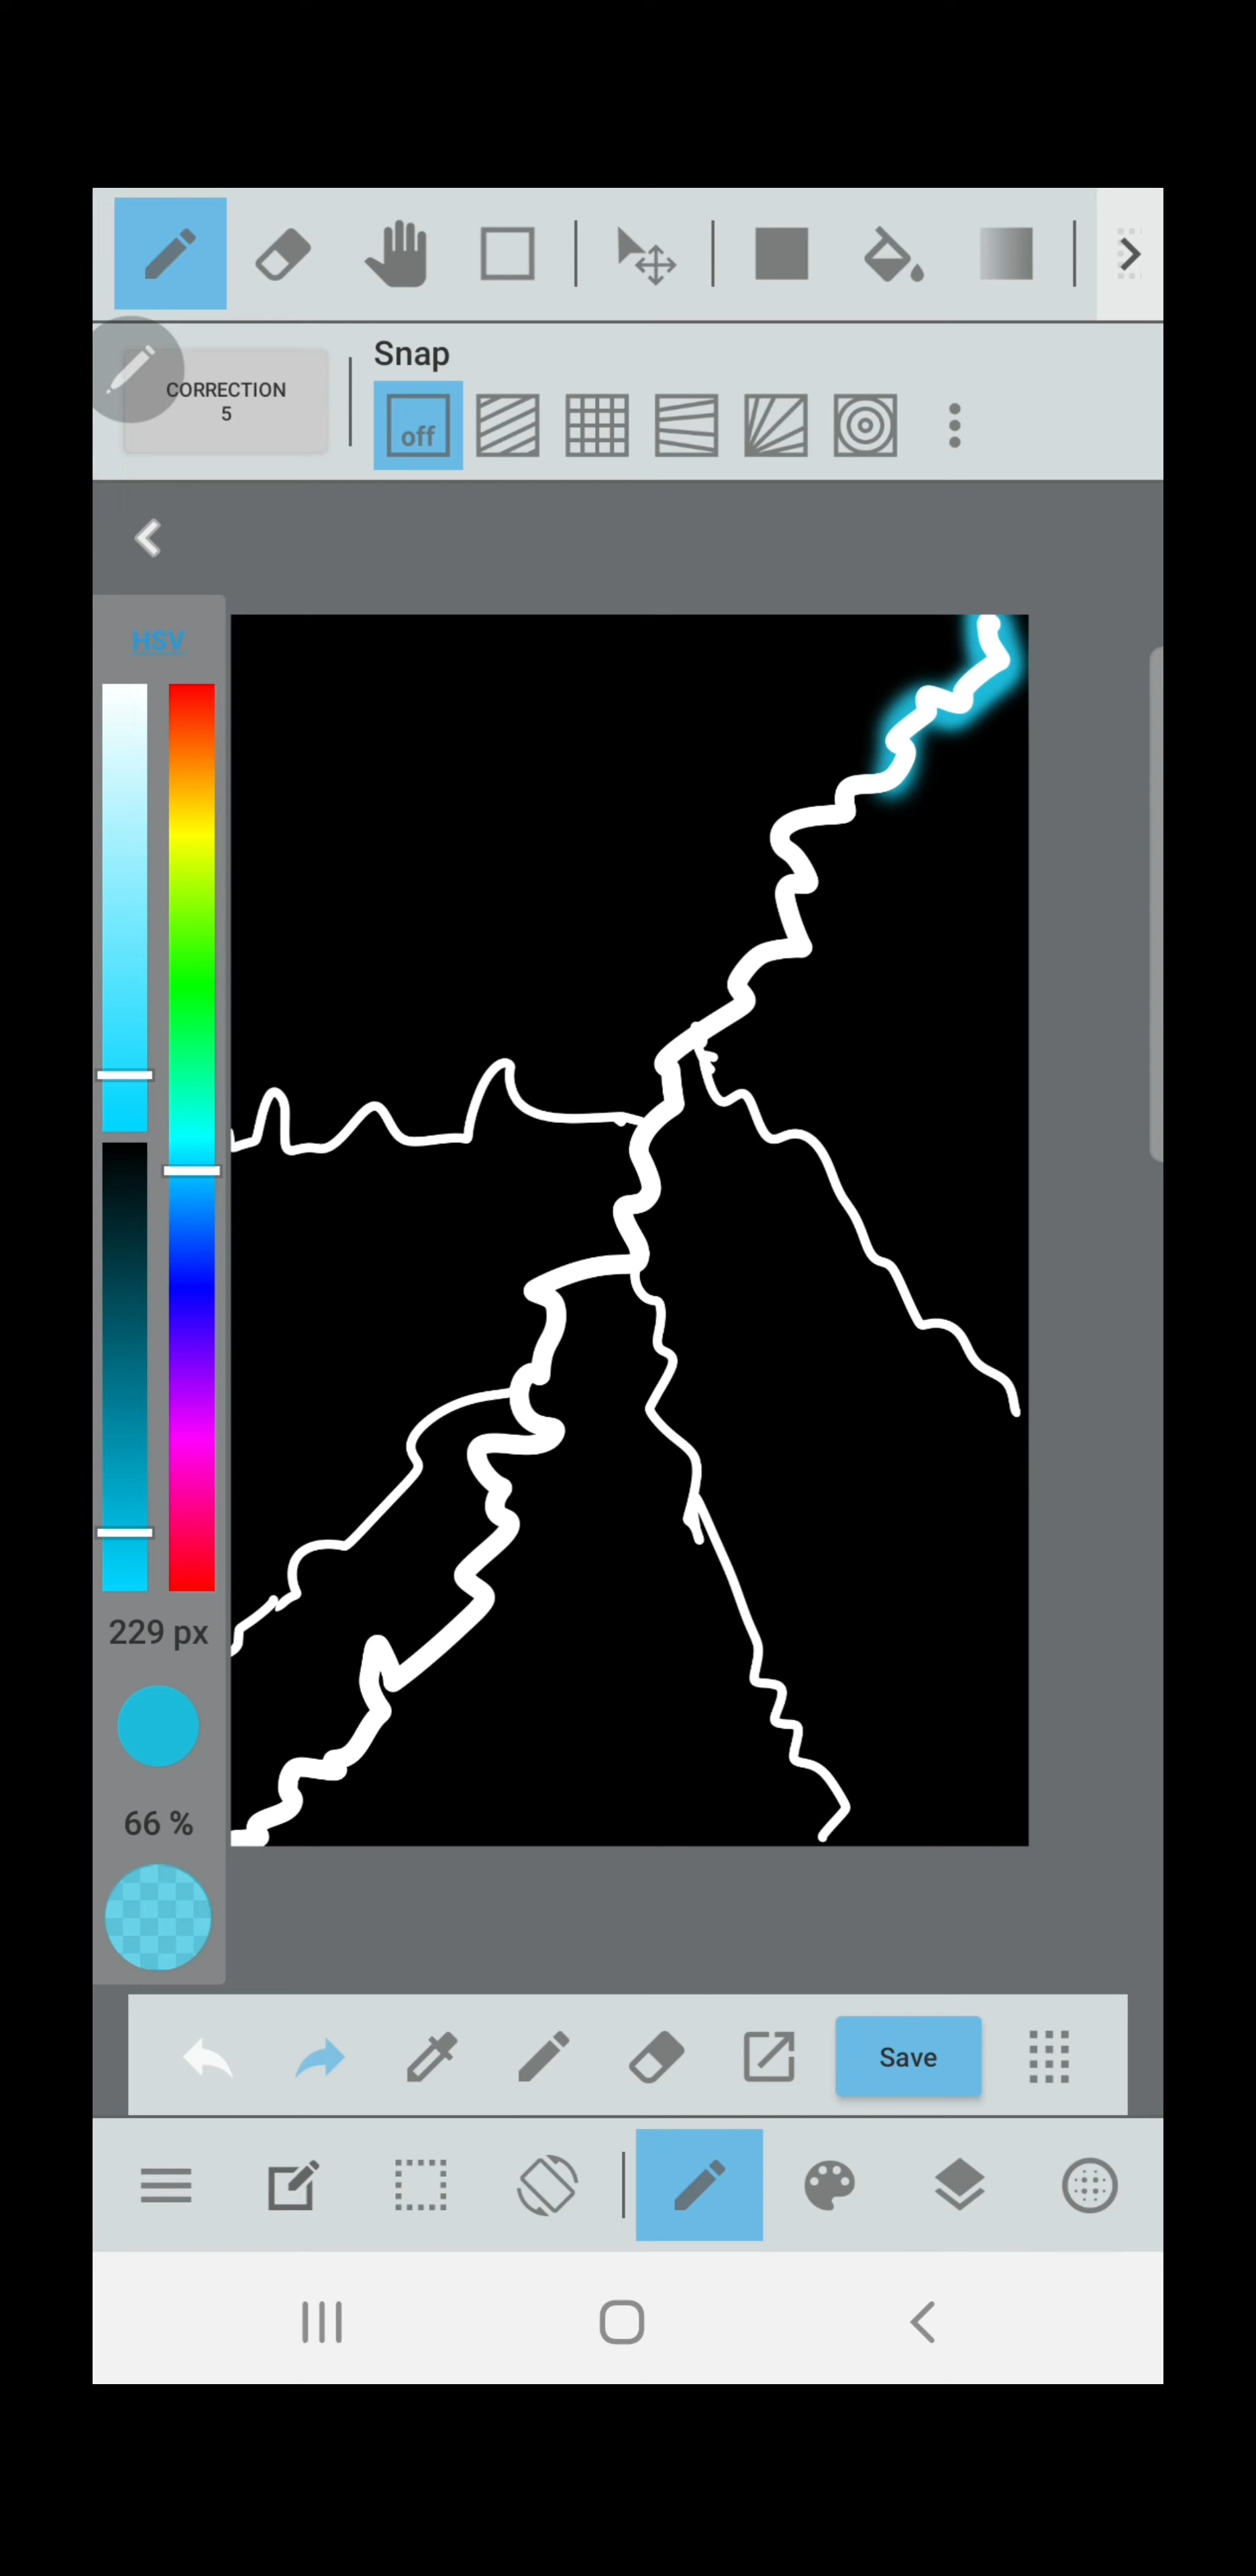 Snap
CORRECTION
5
off
HSV
229 px
66 %
Save